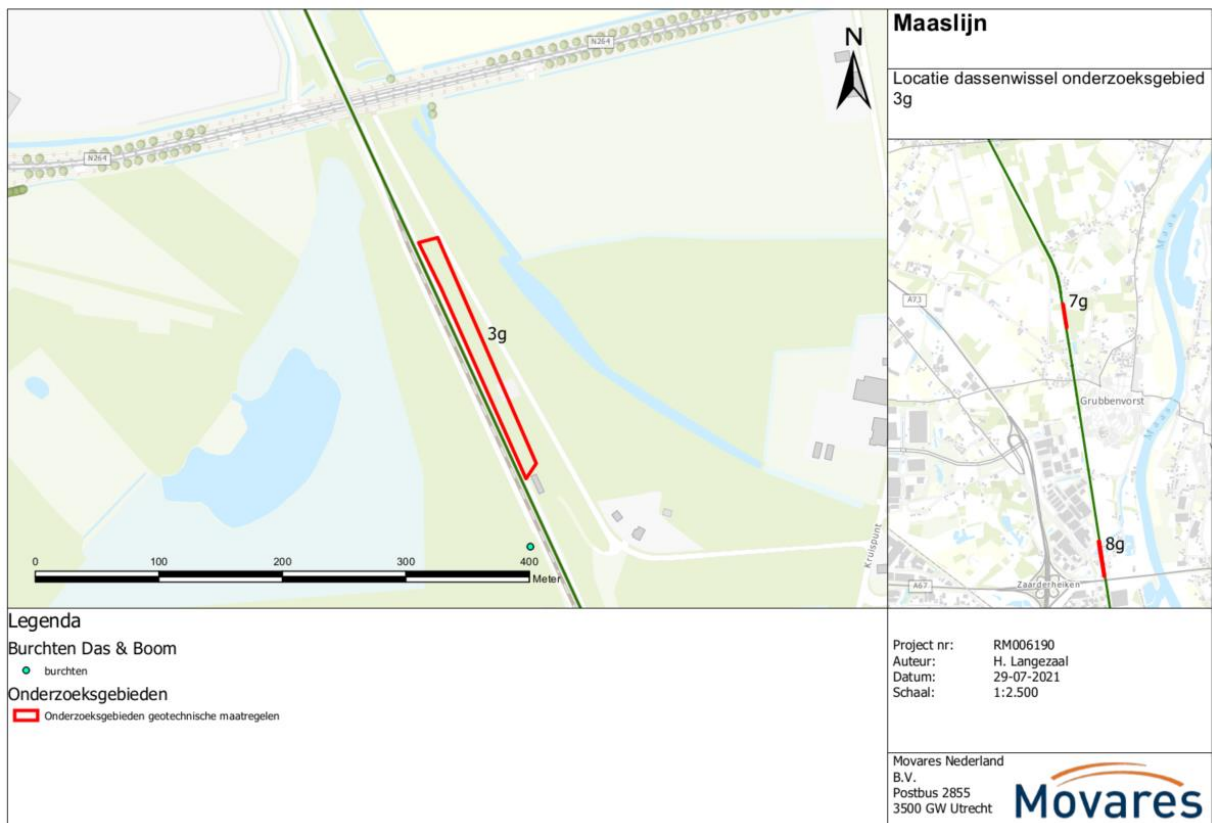 N264
N264
N
3g
Kruispunt
0
100
200
300
400
Meter
Maaslijn
Locatie dassenwissel onderzoeksgebied
3g
A73
7g
Grubbenvorst
Maas
Maas
8g
Zaarderheiken
A67
Legenda
Burchten Das & Boom
burchten
Onderzoeksgebieden
Onderzoeksgebieden geotechnische maatregelen
Project nr: RM006190
Auteur: H. Langezaal
Datum: 29-07-2021
Schaal: 1:2.500
Movares Nederland
B.V.
Postbus 2855
3500 GW Utrecht
Movares